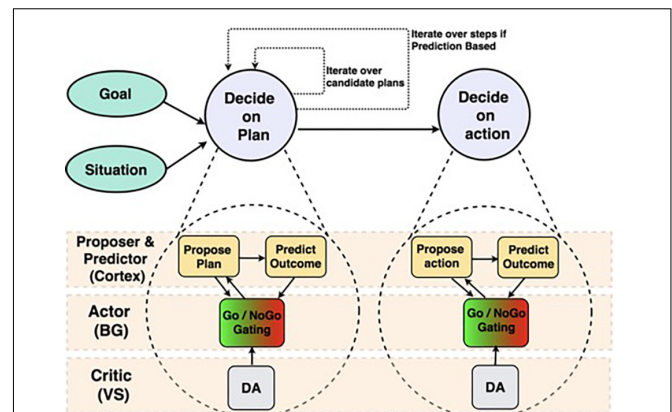 Iterate over steps if
Prediction Based
Iterate over
candidate plans
Goal
Situation
Decide
on
Plan
Decide
on
action
Proposer &
Predictor
(Cortex)
Propose
Plan
Predict
Outcome
Propose
action
Predict
Outcome
Actor
(BG)
Go / NoGo
Gating
Go / NoGo
Gating
Critic
(VS)
DA
DA